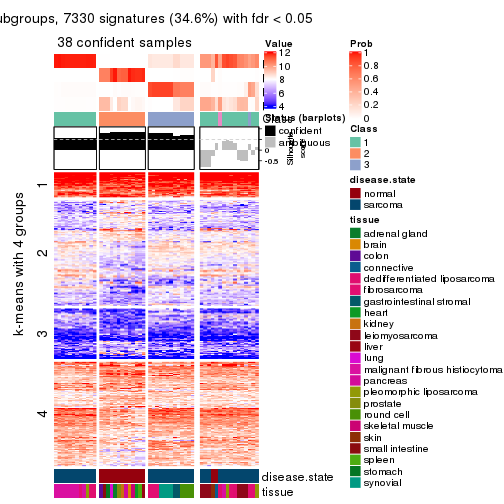 ubgroups, 7330 signatures (34.6%) with fdr < 0.05
38 confident samples
k-means with 4 groups
1
2
3
4
Value
12
10
8
6
4
Status (barplots)
confident
ambiguous
0
-0.5
Silhouette
score
disease.state
tissue
Prob
1
0.8
0.6
0.4
0.2
0
Class
1
2
3
disease.state
normal
sarcoma
tissue
adrenal gland
brain
colon
connective
dedifferentiated liposarcoma
fibrosarcoma
gastrointestinal stromal
heart
kidney
leiomyosarcoma
liver
lung
malignant fibrous histiocytoma
pancreas
pleomorphic liposarcoma
prostate
round cell
skeletal muscle
skin
small intestine
spleen
stomach
synovial